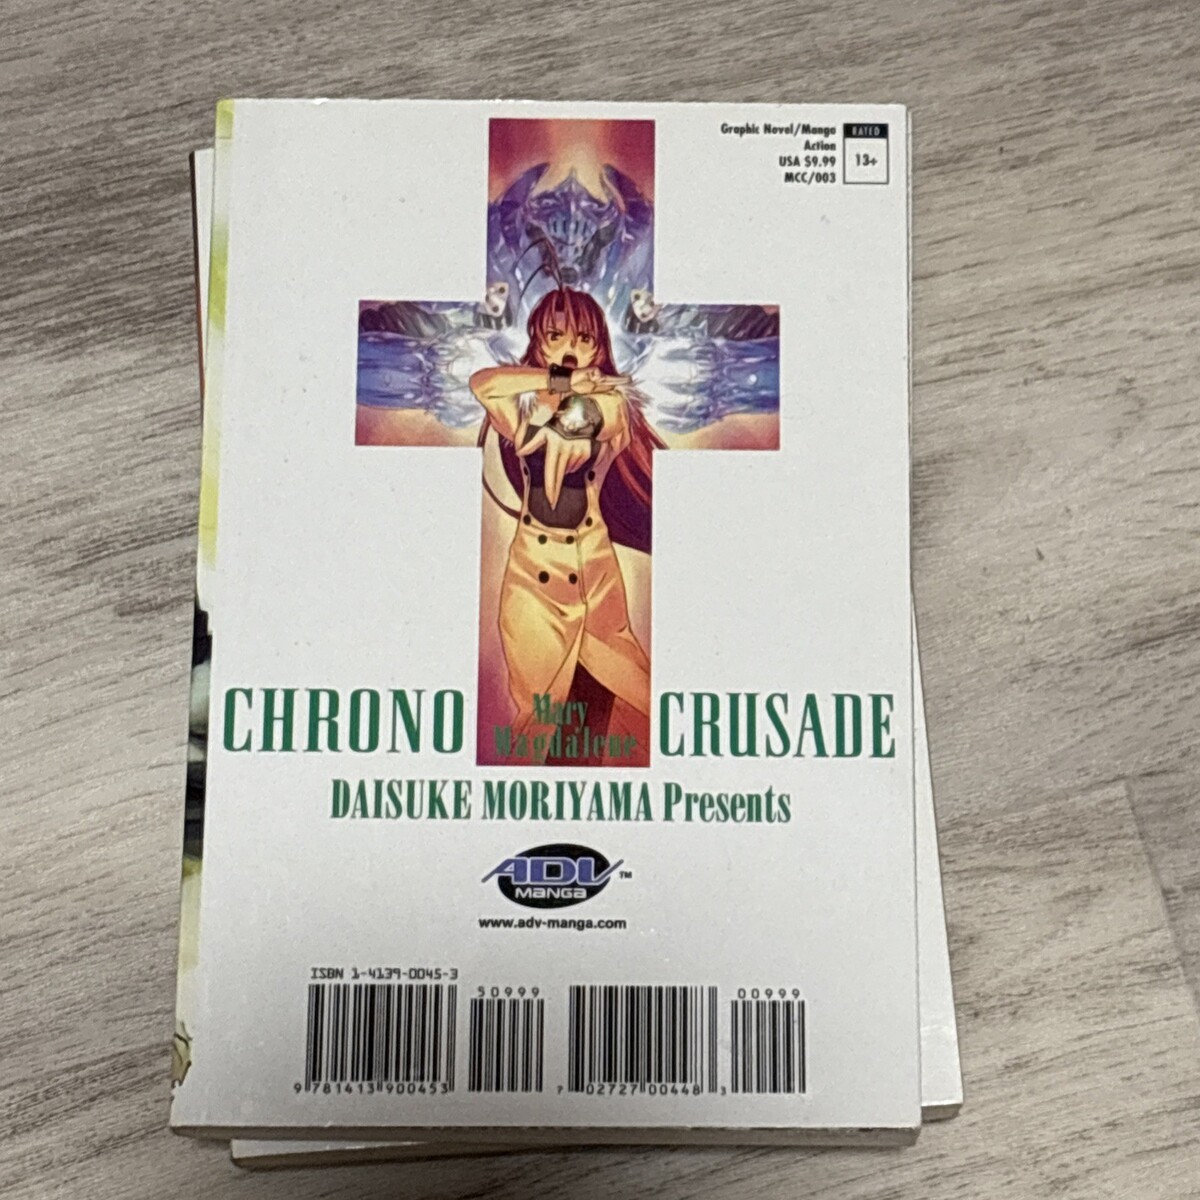 Graphic Novel/Manga
Action
USA $9.99
MCC/003
RATED
13+
CHRONO Mary Magdalene CRUSADE
DAISUKE MORIYAMA Presents
ADV
MANGA
TM
www.adv-manga.com
ISBN 1-4139-0045-3
50999
00999
9 781413 900453
7 02727 00448 3